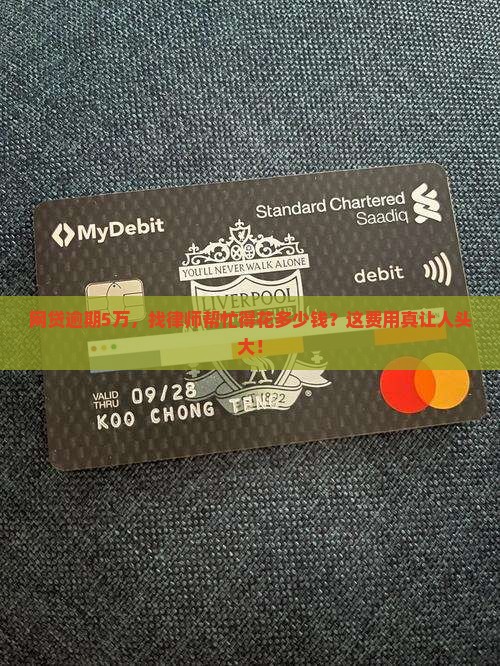 MyDebit
Standard Chartered
Saadiq
YOU'LL NEVER WALK ALONE
debit
LIVERPOOL
网贷逾期5万，找律师帮忙得花多少钱？这费用真让人头
大！
VALID
THRU
09/28
KOO CHONG
1892